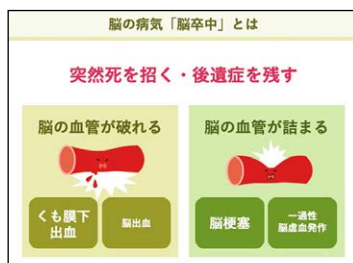 脳の病気「脳卒中」とは
突然死を招く・後遺症を残す
脳の血管が破れる
くも膜下
出血
脳出血
脳の血管が詰まる
脳梗塞
一過性
脳虚血発作